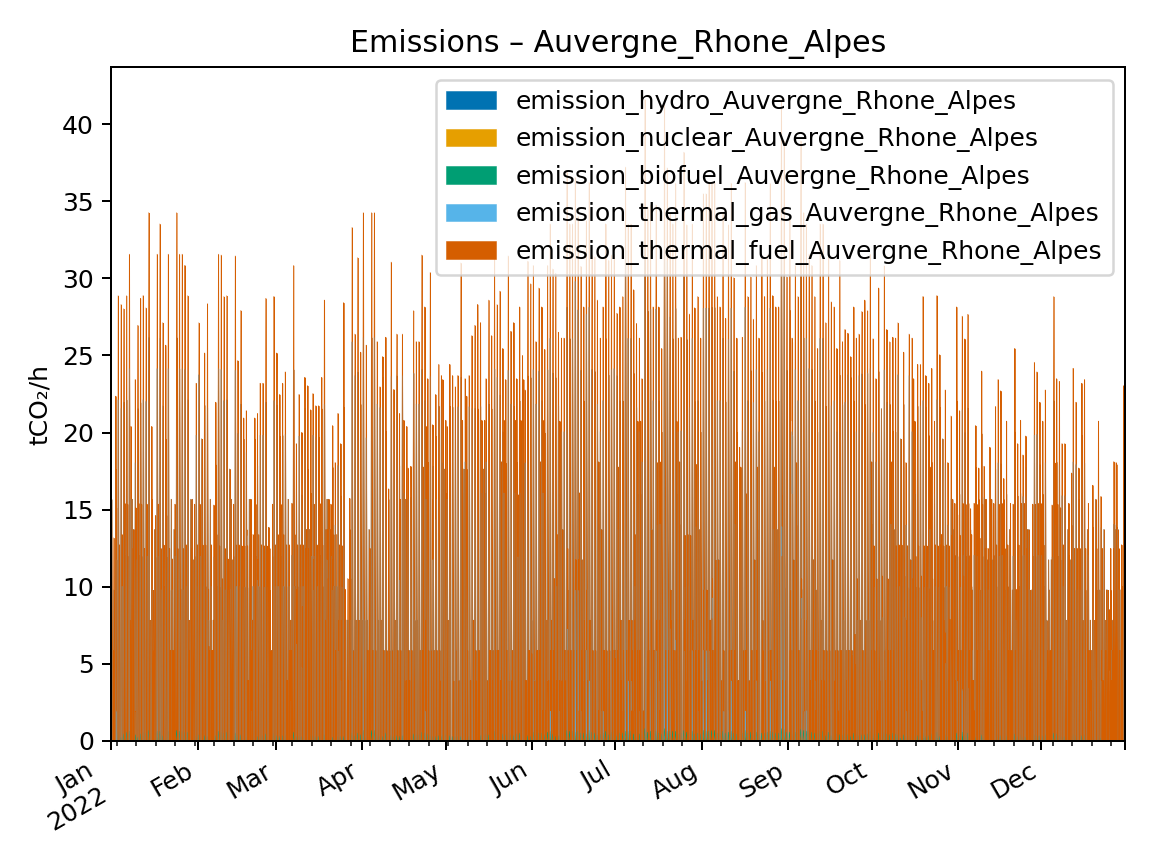 Emissions – Auvergne_Rhone_Alpes
emission_hydro_Auvergne_Rhone_Alpes
emission_nuclear_Auvergne_Rhone_Alpes
emission_biofuel_Auvergne_Rhone_Alpes
emission_thermal_gas_Auvergne_Rhone_Alpes
emission_thermal_fuel_Auvergne_Rhone_Alpes
tCO₂/h
40
35
30
25
20
15
10
5
0
Jan
2022
Feb
Mar
Apr
May
Jun
Jul
Aug
Sep
Oct
Nov
Dec